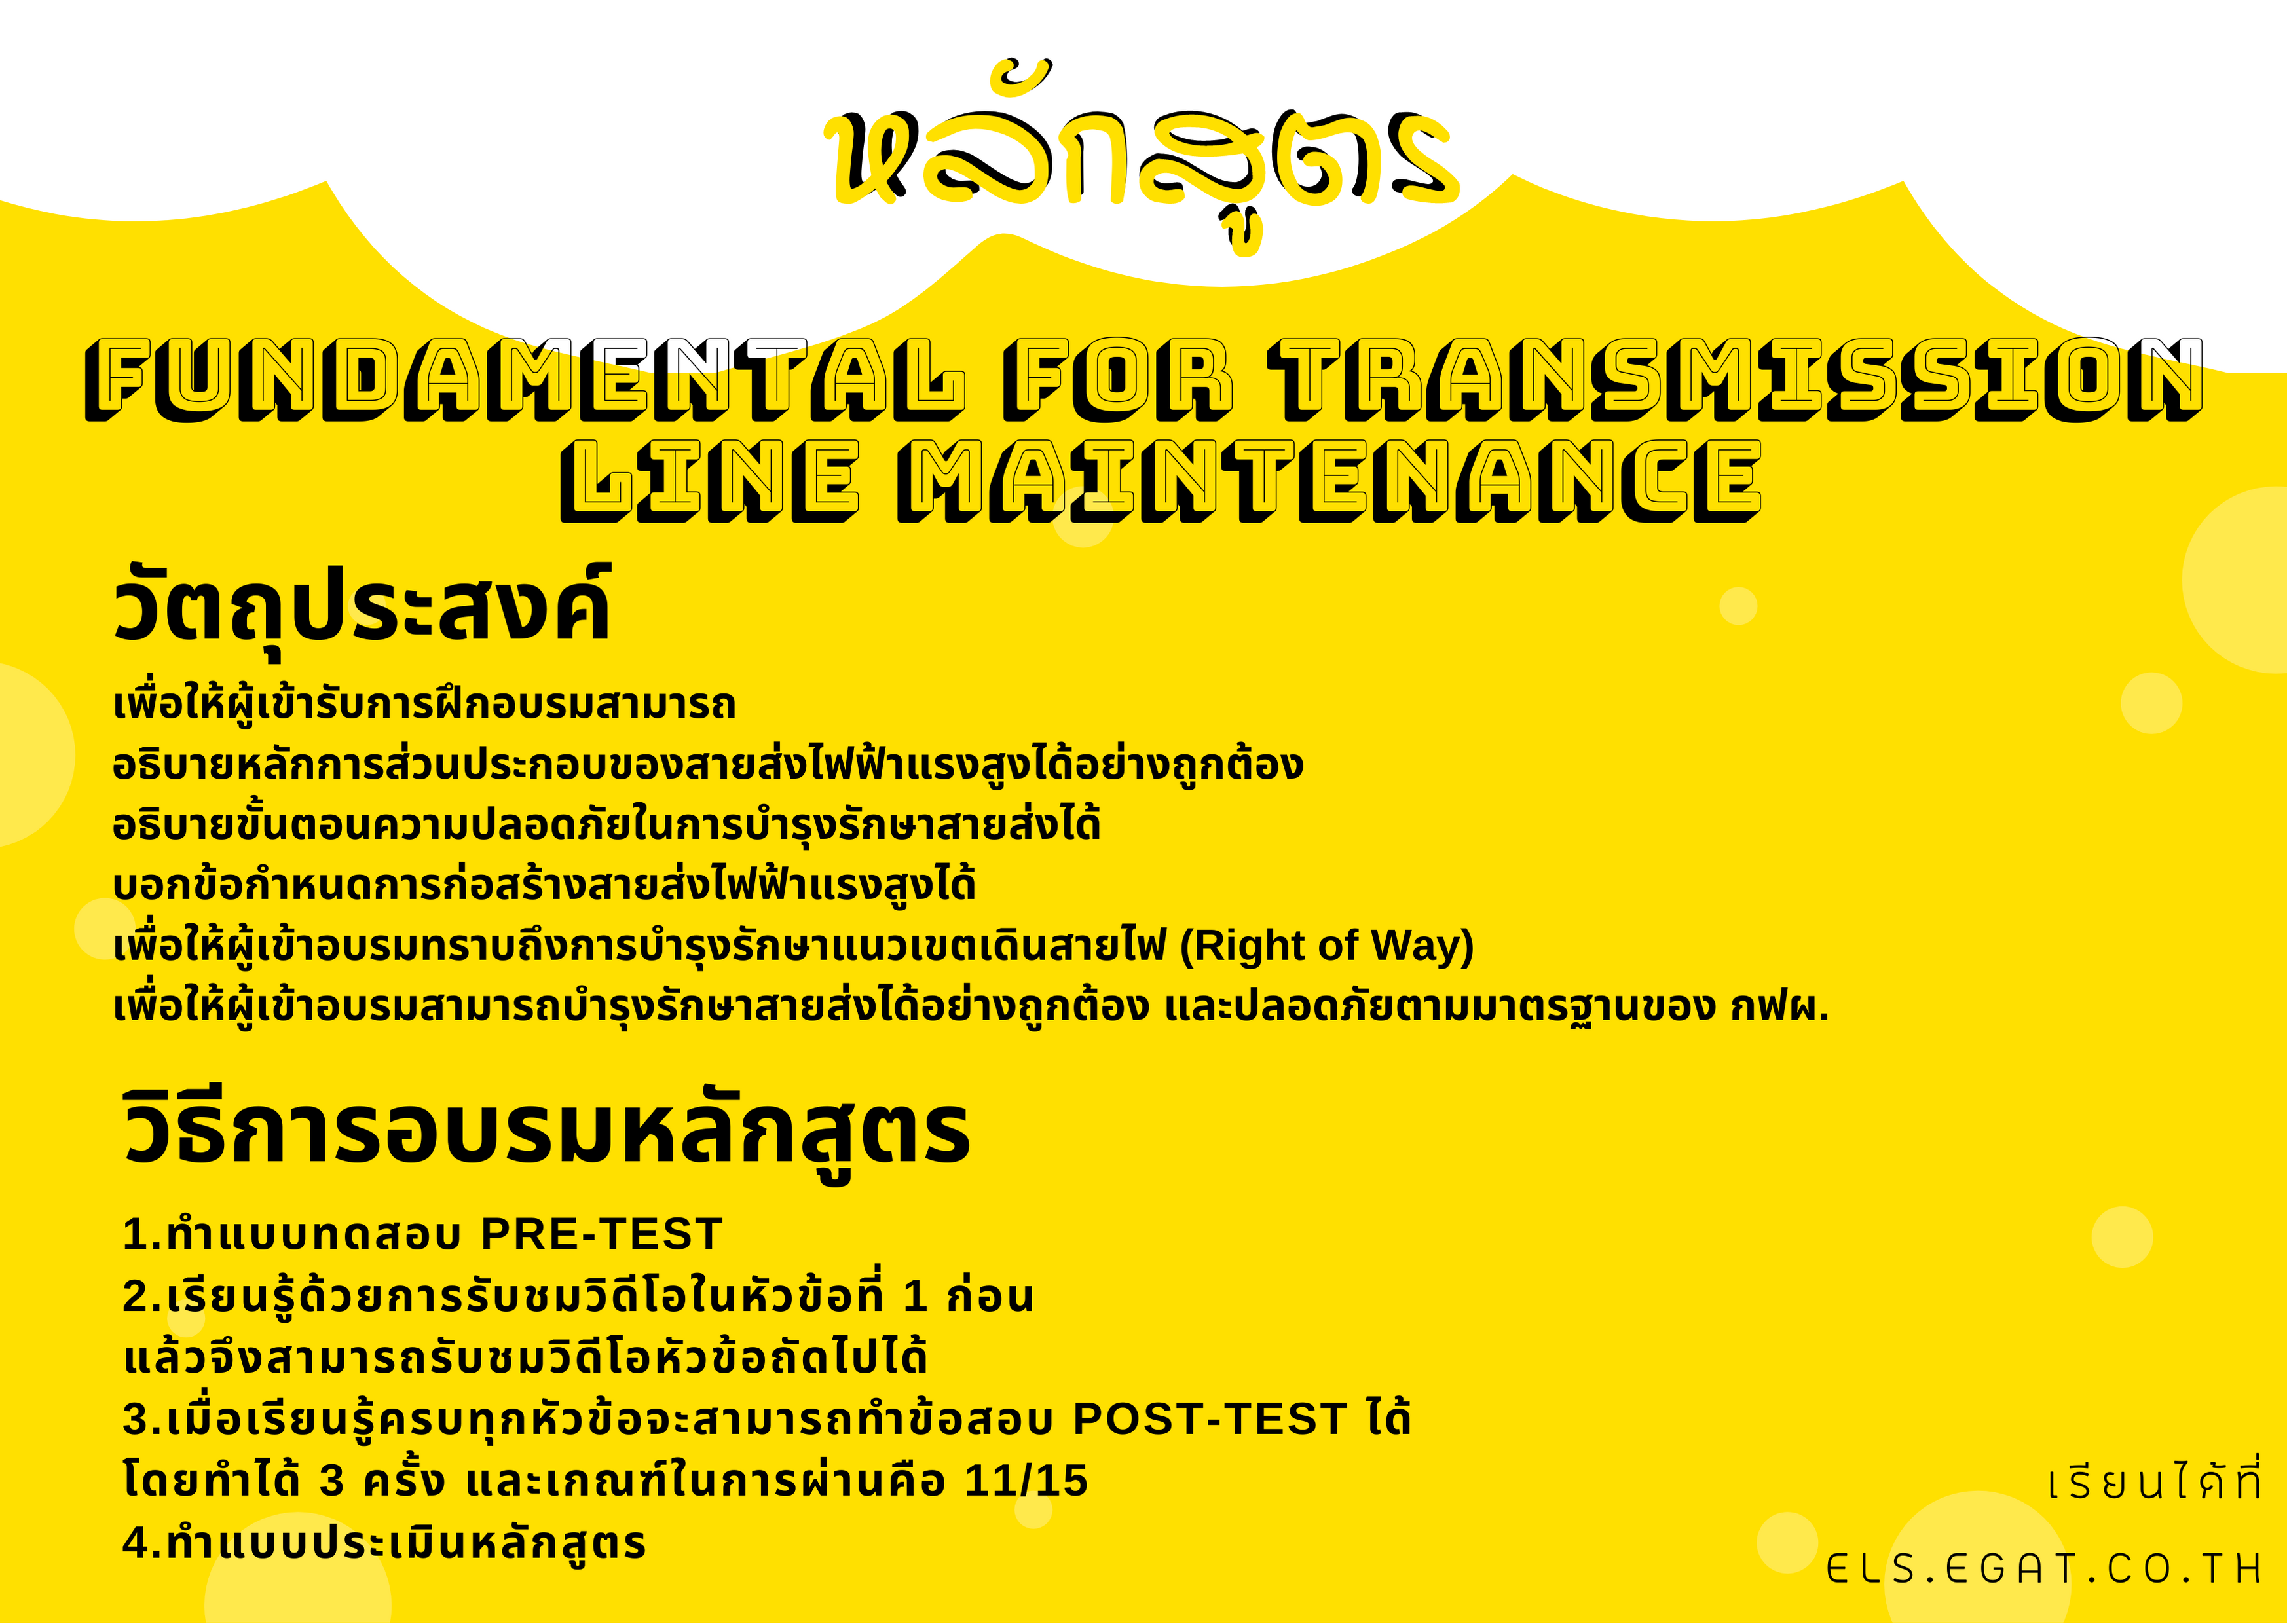 หลักสูตร
FUNDAMENTAL FOR TRANSMISSION
LINE MAINTENANCE
วัตถุประสงค์
เพื่อให้ผู้เข้ารับการฝึกอบรมสามารถ
อธิบายหลักการส่วนประกอบของสายส่งไฟฟ้าแรงสูงได้อย่างถูกต้อง
อธิบายขั้นตอนความปลอดภัยในการบำรุงรักษาสายส่งได้
บอกข้อกำหนดการก่อสร้างสายส่งไฟฟ้าแรงสูงได้
เพื่อให้ผู้เข้าอบรมทราบถึงการบำรุงรักษาแนวเขตเดินสายไฟ (Right of Way)
เพื่อให้ผู้เข้าอบรมสามารถบำรุงรักษาสายส่งได้อย่างถูกต้อง และปลอดภัยตามมาตรฐานของ กฟผ.
วิธีการอบรมหลักสูตร
1.ทำแบบทดสอบ PRE-TEST
2.เรียนรู้ด้วยการรับชมวิดีโอในหัวข้อที่ 1 ก่อน
แล้วจึงสามารถรับชมวิดีโอหัวข้อถัดไปได้
3.เมื่อเรียนรู้ครบทุกหัวข้อจะสามารถทำข้อสอบ POST-TEST ได้
โดยทำได้ 3 ครั้ง และเกณฑ์ในการผ่านคือ 11/15
4.ทำแบบประเมินหลักสูตร
เรียนได้ที่
ELS.EGAT.CO.TH